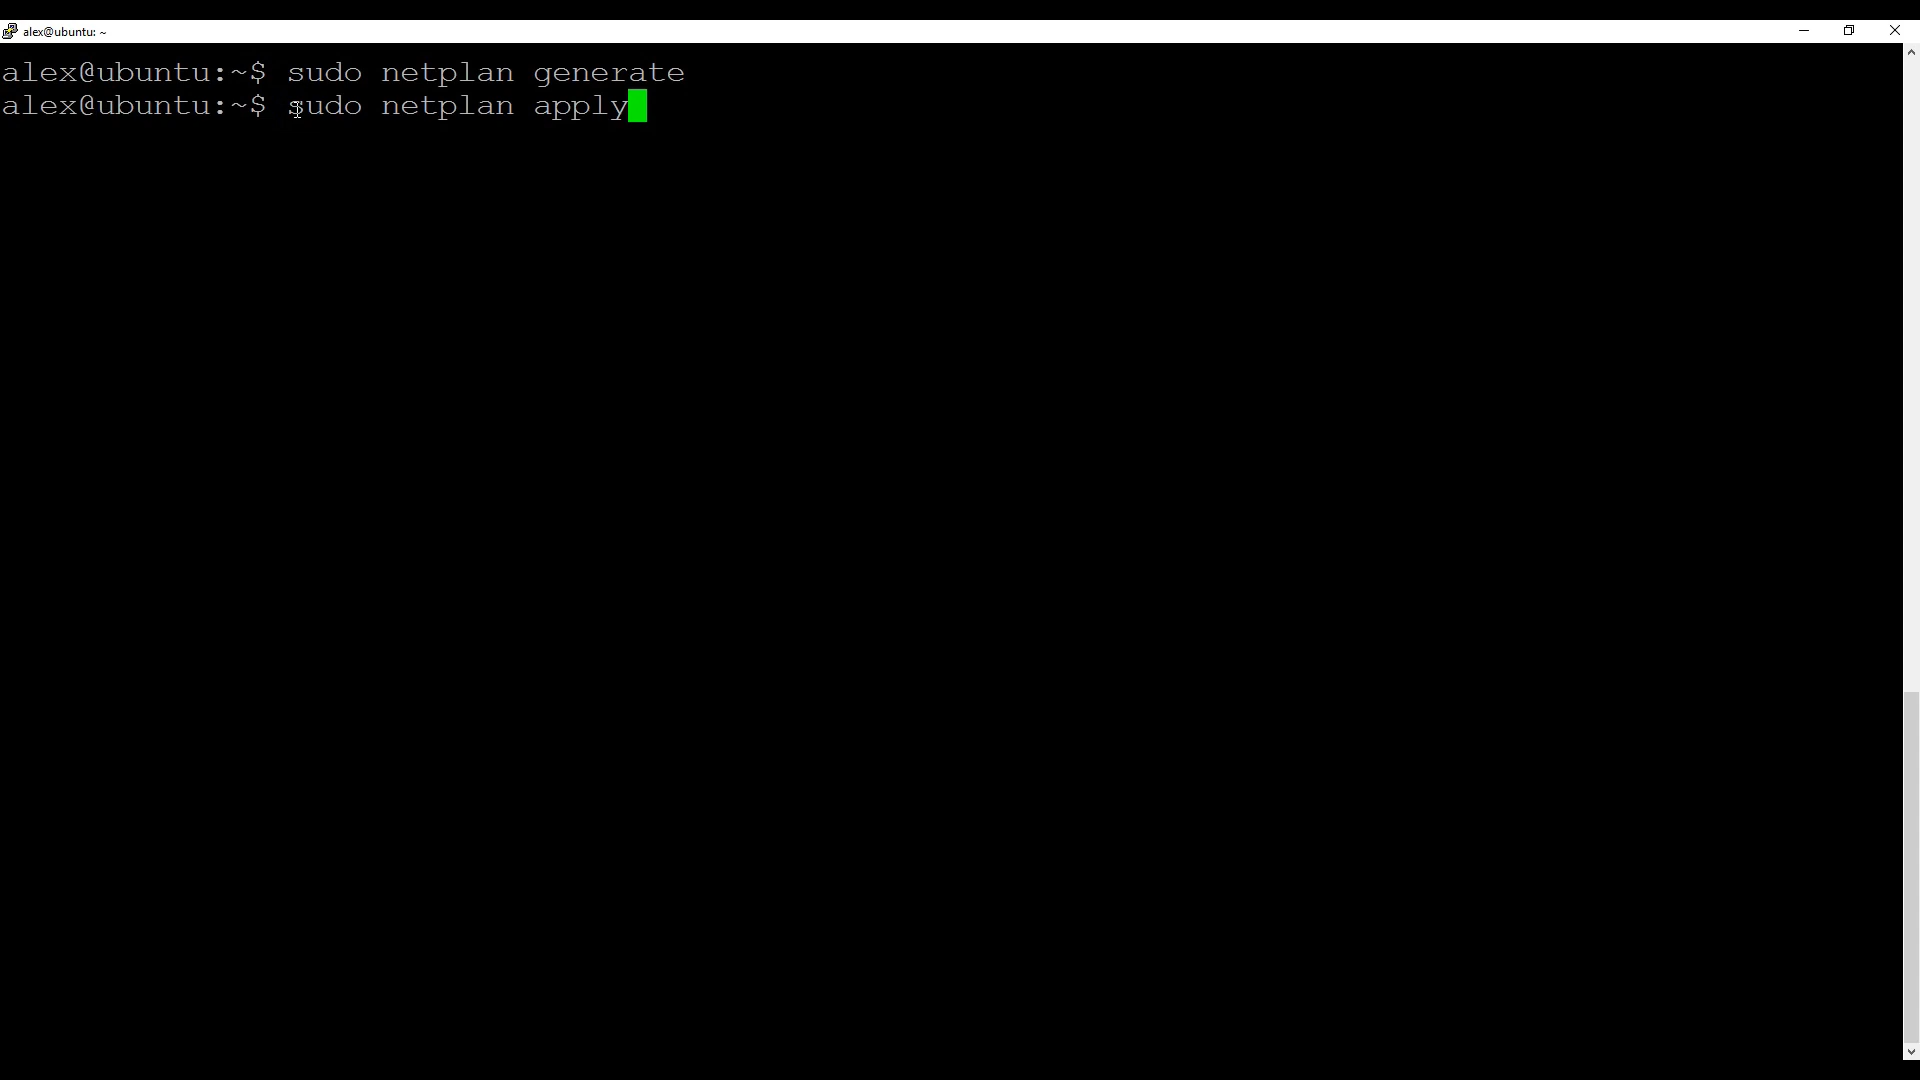 alex@ubuntu: ~
alex@ubuntu:~$ sudo netplan generate
alex@ubuntu:~$ sudo netplan apply